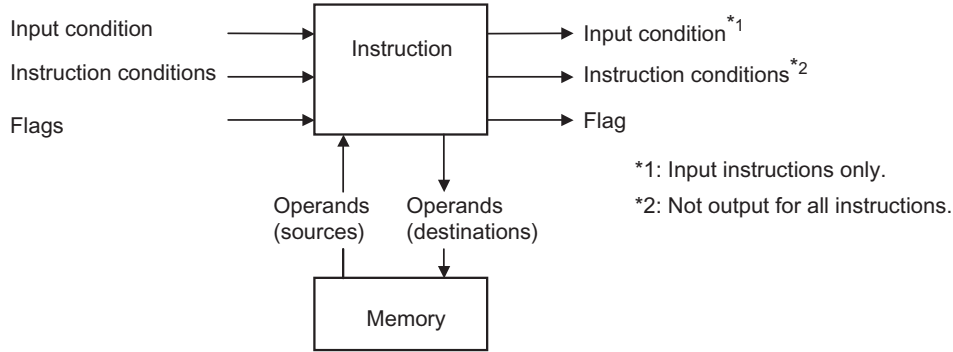 Input condition
Instruction conditions
Flags
Instruction
Input condition*1
Instruction conditions*2
Flag
*1: Input instructions only.
*2: Not output for all instructions.
Operands
(sources)
Operands
(destinations)
Memory